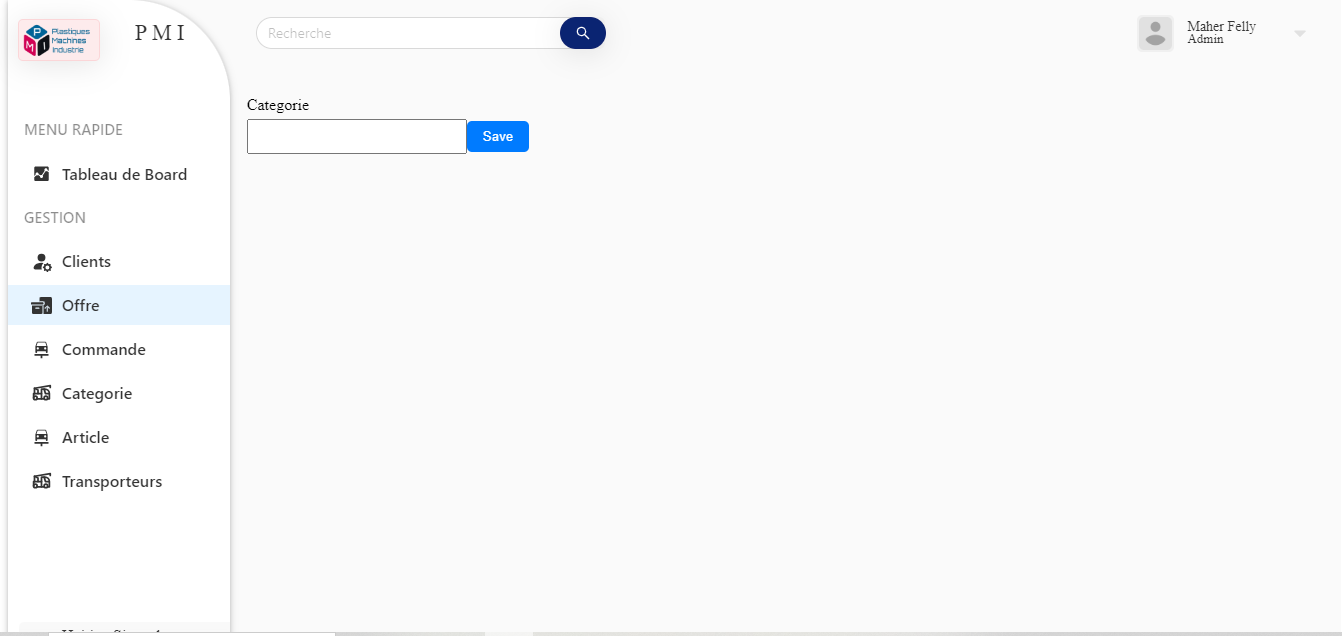 Plastiques
Machines
Industrie
P
M I
PMI
Recherche
Maher Felly
Admin
MENU RAPIDE
Tableau de Board
GESTION
Clients
Offre
Commande
Categorie
Article
Transporteurs
Categorie
Save